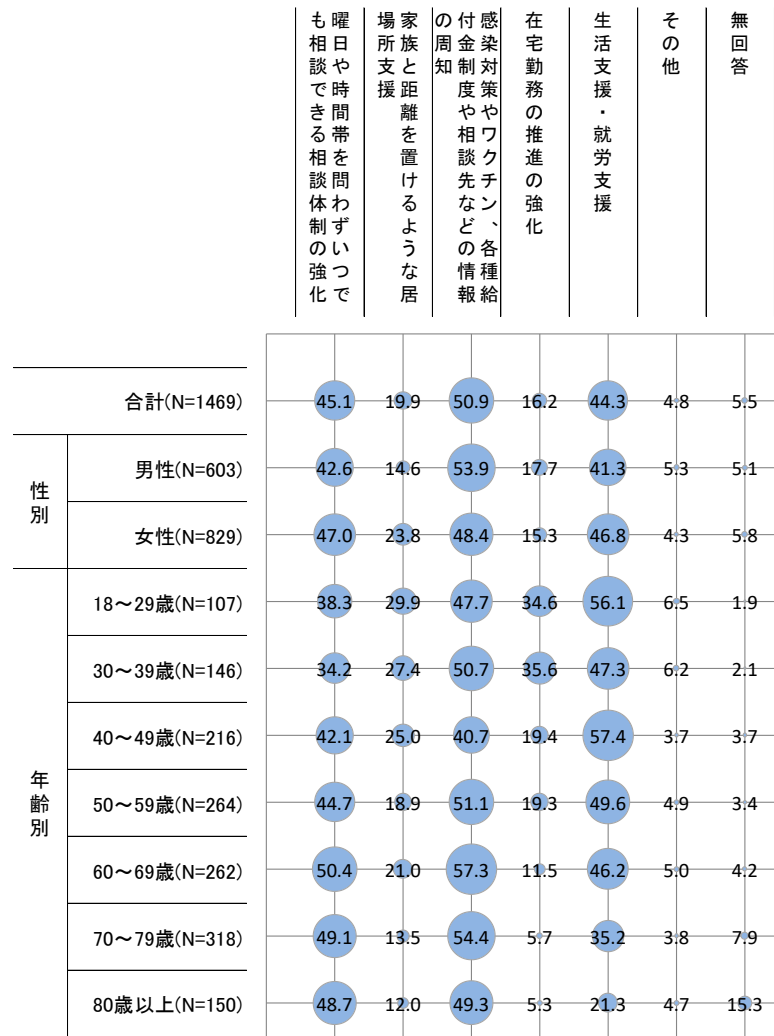 曜日や時間帯を問わずいつで
も相談できる相談体制の強化
家族と距離を置けるような居
場所支援
感染対策やワクチン、各種給
付金制度や相談先などの情報
の周知
在宅勤務の推進の強化
生活支援・就労支援
その他
無回答
合計(N=1469) 45.1 19.9 50.9 16.2 44.3 4.8 5.5
性別
男性(N=603) 42.6 14.6 53.9 17.7 41.3 5.3 5.1
女性(N=829) 47.0 23.8 48.4 15.3 46.8 4.3 5.8
年齢別
18～29歳(N=107) 38.3 29.9 47.7 34.6 56.1 6.5 1.9
30～39歳(N=146) 34.2 27.4 50.7 35.6 47.3 6.2 2.1
40～49歳(N=216) 42.1 25.0 40.7 19.4 57.4 3.7 3.7
50～59歳(N=264) 44.7 18.9 51.1 19.3 49.6 4.9 3.4
60～69歳(N=262) 50.4 21.0 57.3 11.5 46.2 5.0 4.2
70～79歳(N=318) 49.1 13.5 54.4 5.7 35.2 3.8 7.9
80歳以上(N=150) 48.7 12.0 49.3 5.3 21.3 4.7 15.3